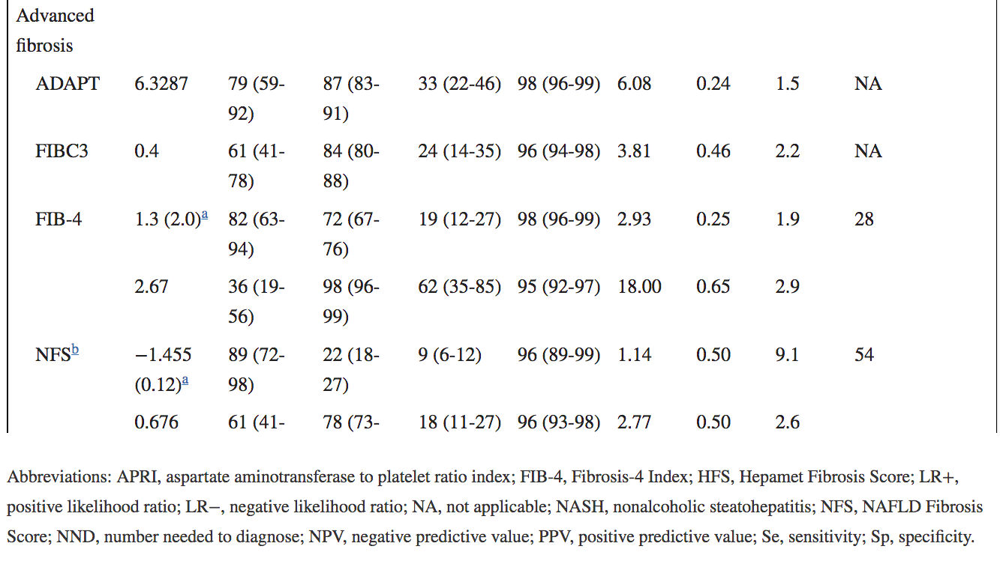 Advanced
fibrosis
ADAPT 6.3287 79 (59- 87 (83- 33 (22-46) 98 (96-99) 6.08 0.24 1.5 NA
92) 91)
FIBC3 0.4 61 (41- 84 (80- 24 (14-35) 96 (94-98) 3.81 0.46 2.2 NA
78) 88)
FIB-4 1.3 (2.0)a 82 (63- 72 (67- 19 (12-27) 98 (96-99) 2.93 0.25 1.9 28
94) 76)
2.67 36 (19- 98 (96- 62 (35-85) 95 (92-97) 18.00 0.65 2.9
56) 99)
NFSb −1.455 89 (72- 22 (18- 9 (6-12) 96 (89-99) 1.14 0.50 9.1 54
(0.12)a 98) 27)
0.676 61 (41- 78 (73- 18 (11-27) 96 (93-98) 2.77 0.50 2.6
Abbreviations: APRI, aspartate aminotransferase to platelet ratio index; FIB-4, Fibrosis-4 Index; HFS, Hepamet Fibrosis Score; LR+,
positive likelihood ratio; LR−, negative likelihood ratio; NA, not applicable; NASH, nonalcoholic steatohepatitis; NFS, NAFLD Fibrosis
Score; NND, number needed to diagnose; NPV, negative predictive value; PPV, positive predictive value; Se, sensitivity; Sp, specificity.